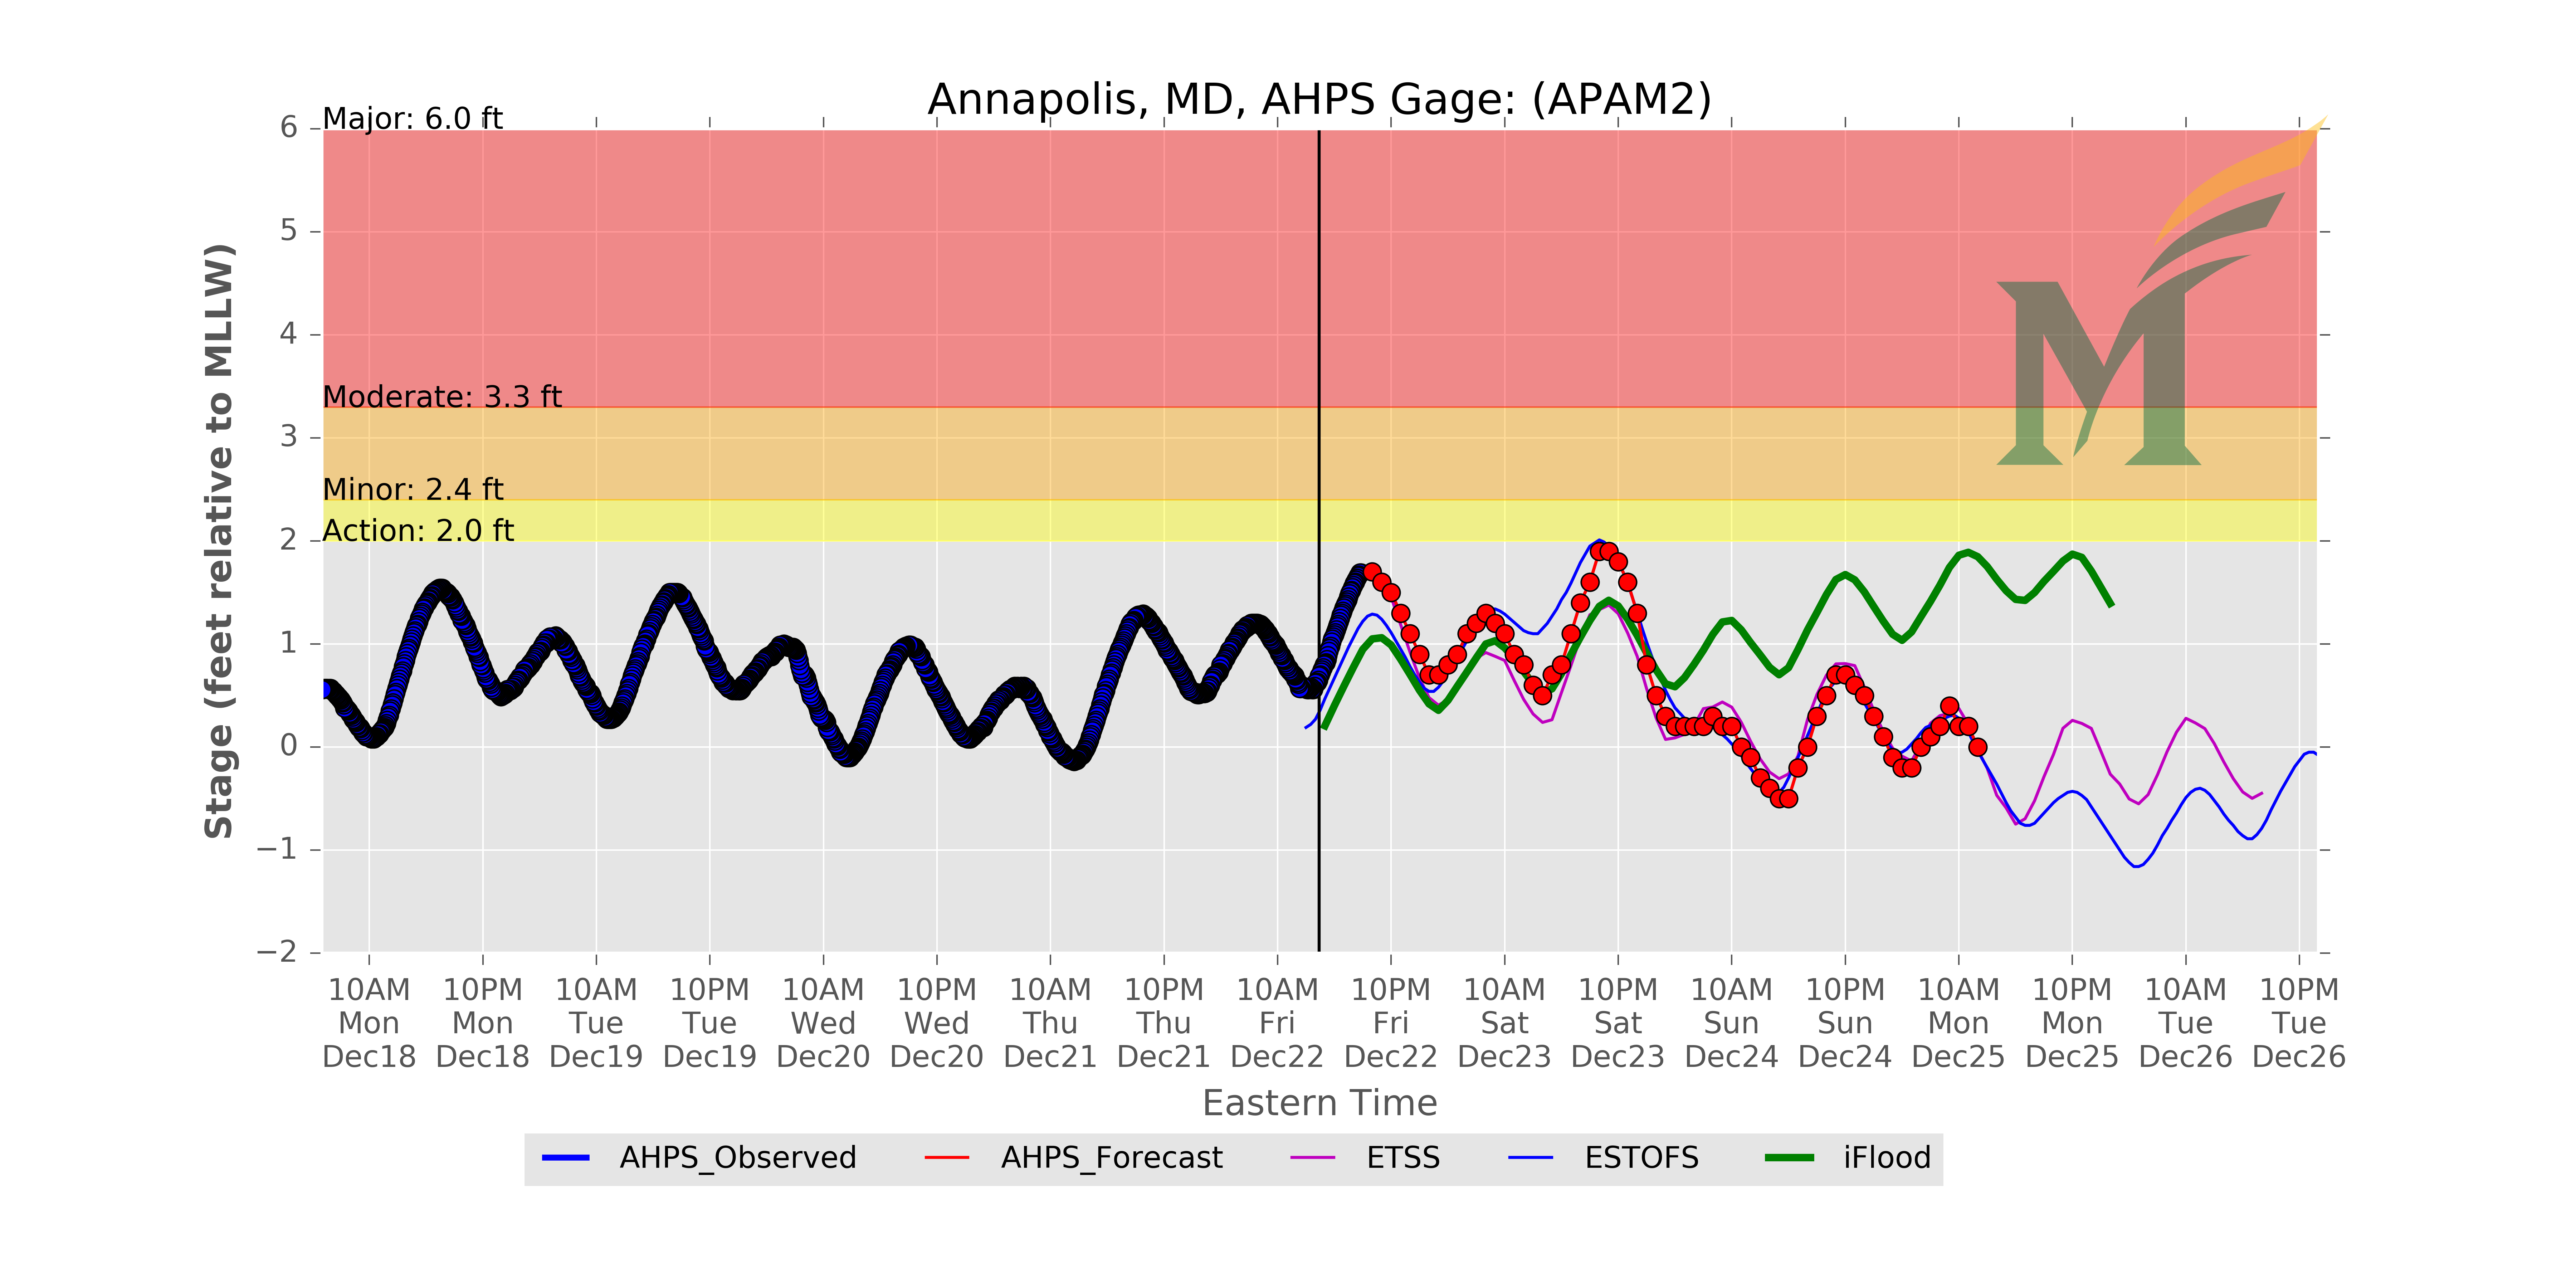 Annapolis, MD, AHPS Gage: (APAM2)
Major: 6.0 ft
Moderate: 3.3 ft
Minor: 2.4 ft
Action: 2.0 ft
Stage (feet relative to MLLW)
6
5
4
3
2
1
0
−1
−2
10AM 10PM 10AM 10PM 10AM 10PM 10AM 10PM 10AM 10PM 10AM 10PM 10AM 10PM 10AM 10PM 10AM 10PM
Mon Mon Tue Tue Wed Wed Thu Thu Fri Fri Sat Sat Sun Sun Mon Mon Tue Tue
Dec18 Dec18 Dec19 Dec19 Dec20 Dec20 Dec21 Dec21 Dec22 Dec22 Dec23 Dec23 Dec24 Dec24 Dec25 Dec25 Dec26 Dec26
Eastern Time
AHPS_Observed AHPS_Forecast ETSS ESTOFS iFlood
M